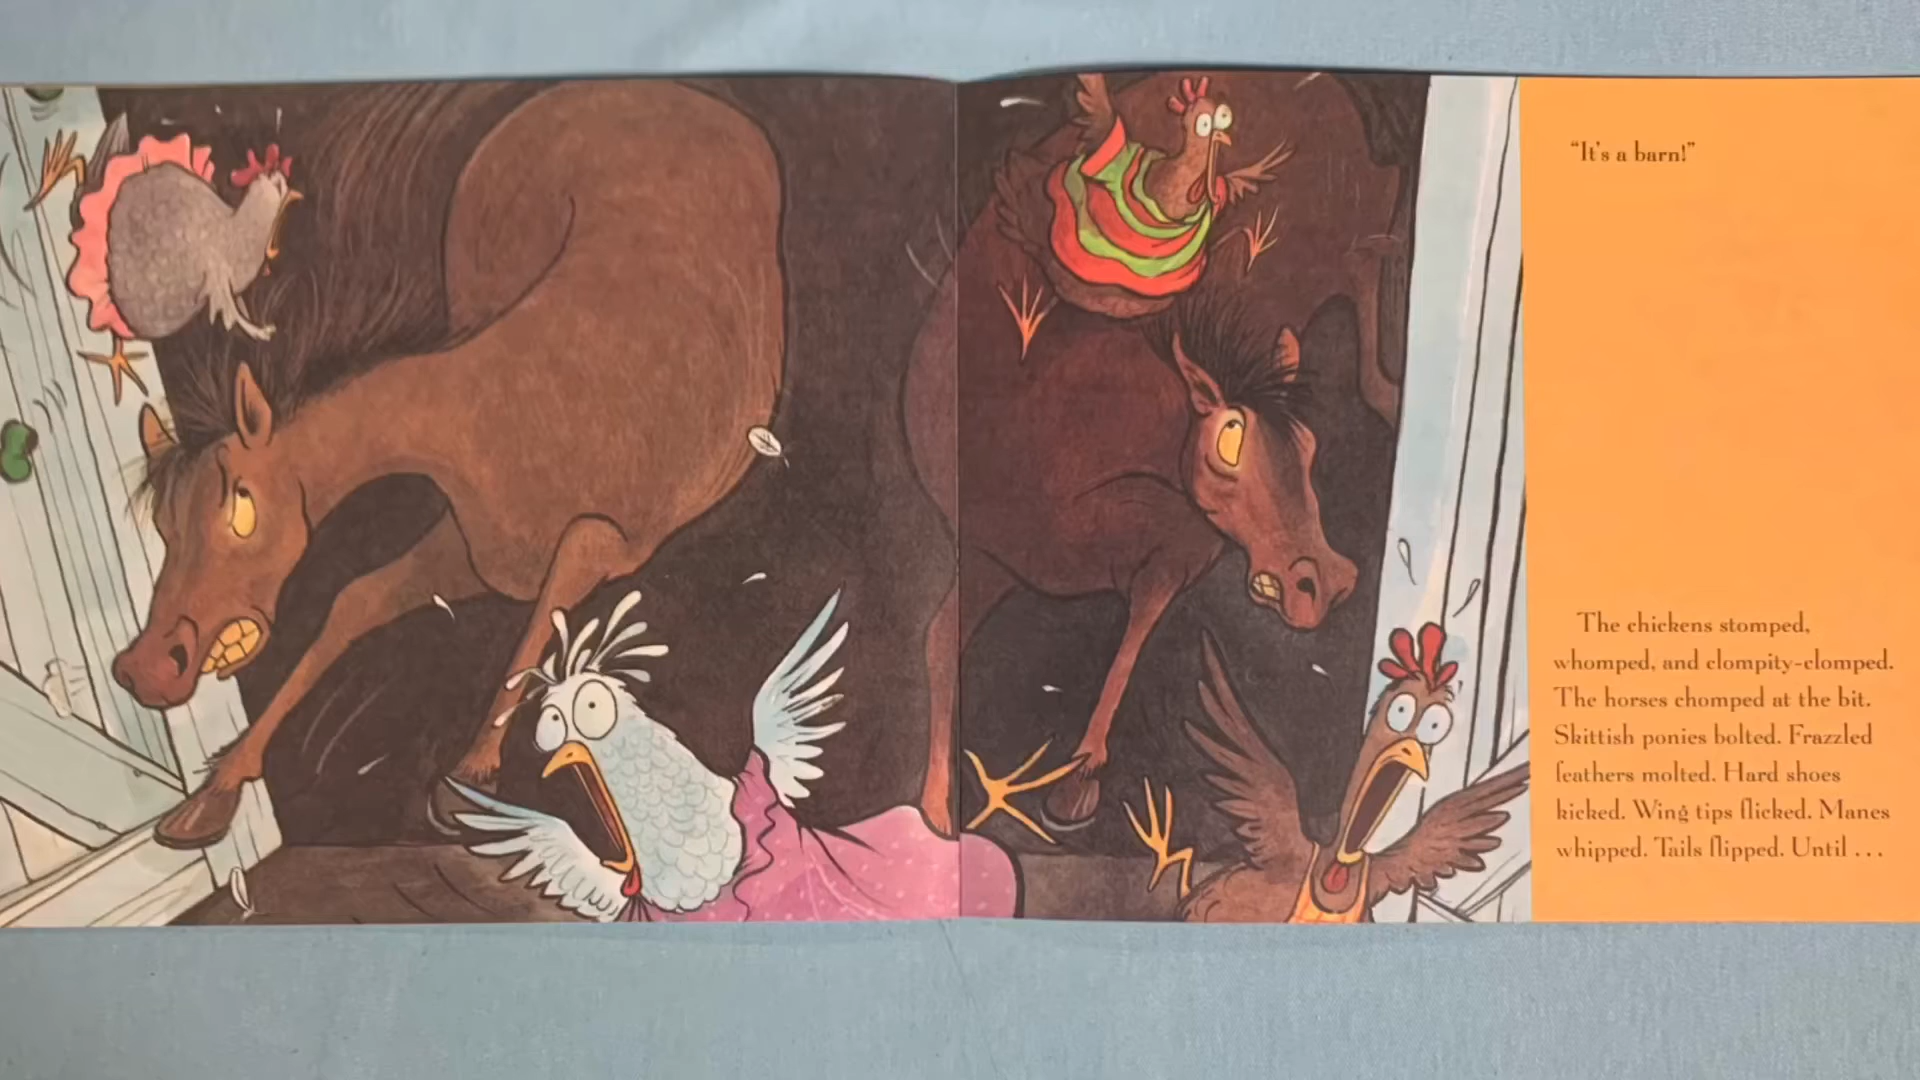 “It's a barn!”
The chickens stomped,
whomped, and clompity-clomped.
The horses chomped at the bit.
Skittish ponies bolted. Frazzled
feathers molted. Hard shoes
kicked. Wing tips flicked. Manes
whipped. Tails flipped. Until . . .